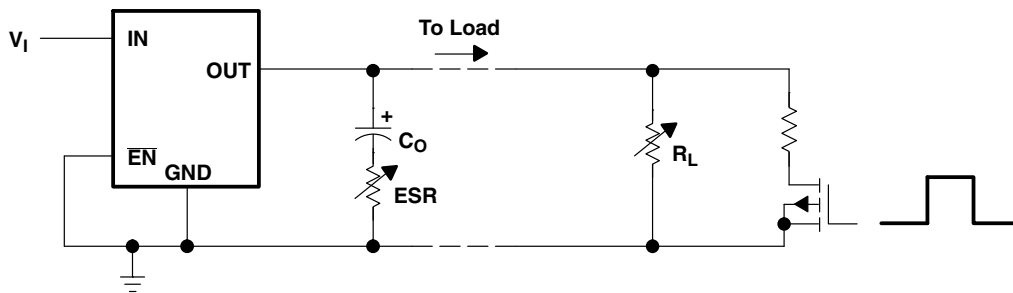 To Load
V_I
IN
OUT
+
C_O
EN
GND
ESR
R_L